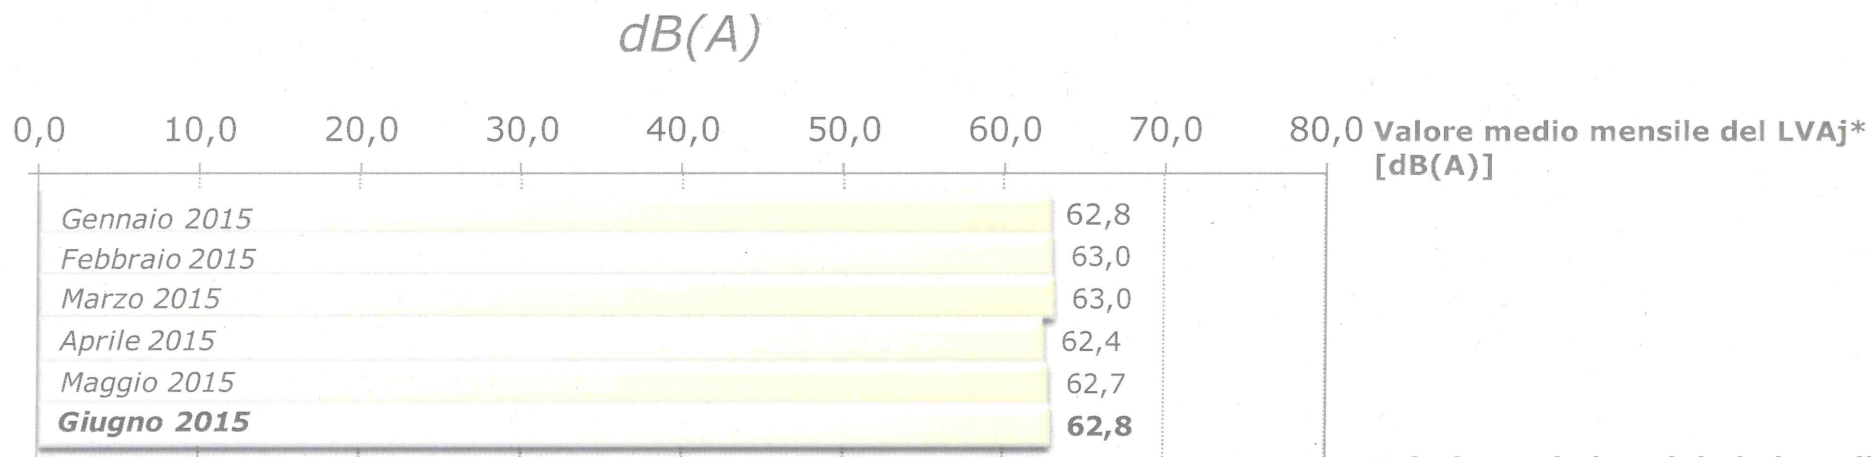 dB(A)
0,0 10,0 20,0 30,0 40,0 50,0 60,0 70,0 80,0 Valore medio mensile del LVAj*
[dB(A)]
Gennaio 2015 62,8
Febbraio 2015 63,0
Marzo 2015 63,0
Aprile 2015 62,4
Maggio 2015 62,7
Giugno 2015 62,8